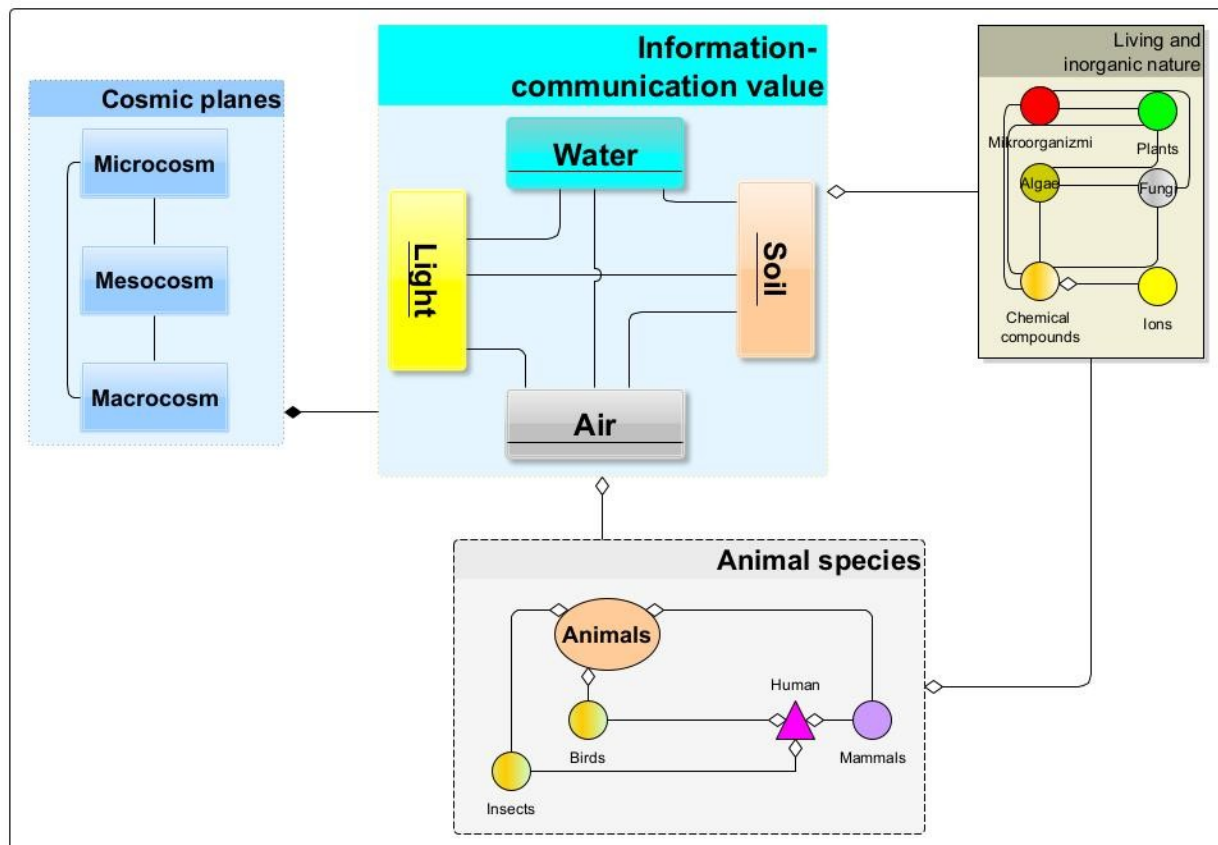 Cosmic planes
Microcosm
Mesocosm
Macrocosm
Information-
communication value
Water
Light
Soil
Air
Living and
inorganic nature
Mikroorganizmi
Plants
Algae
Fungi
Chemical
compounds
Ions
Animal species
Animals
Human
Birds
Mammals
Insects